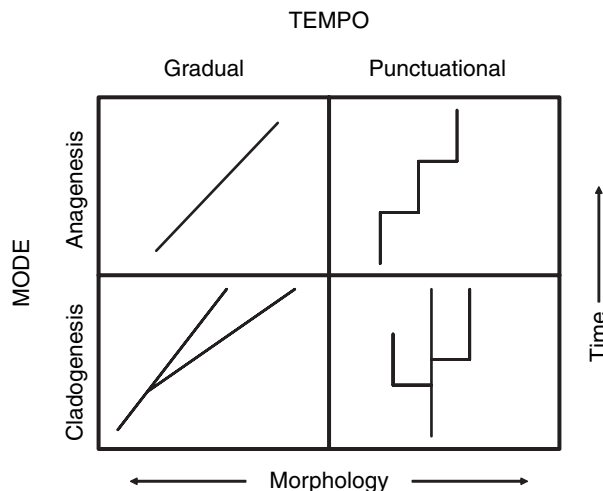 TEMPO
Gradual
Punctuational
MODE
Anagenesis
Cladogenesis
Time
Morphology